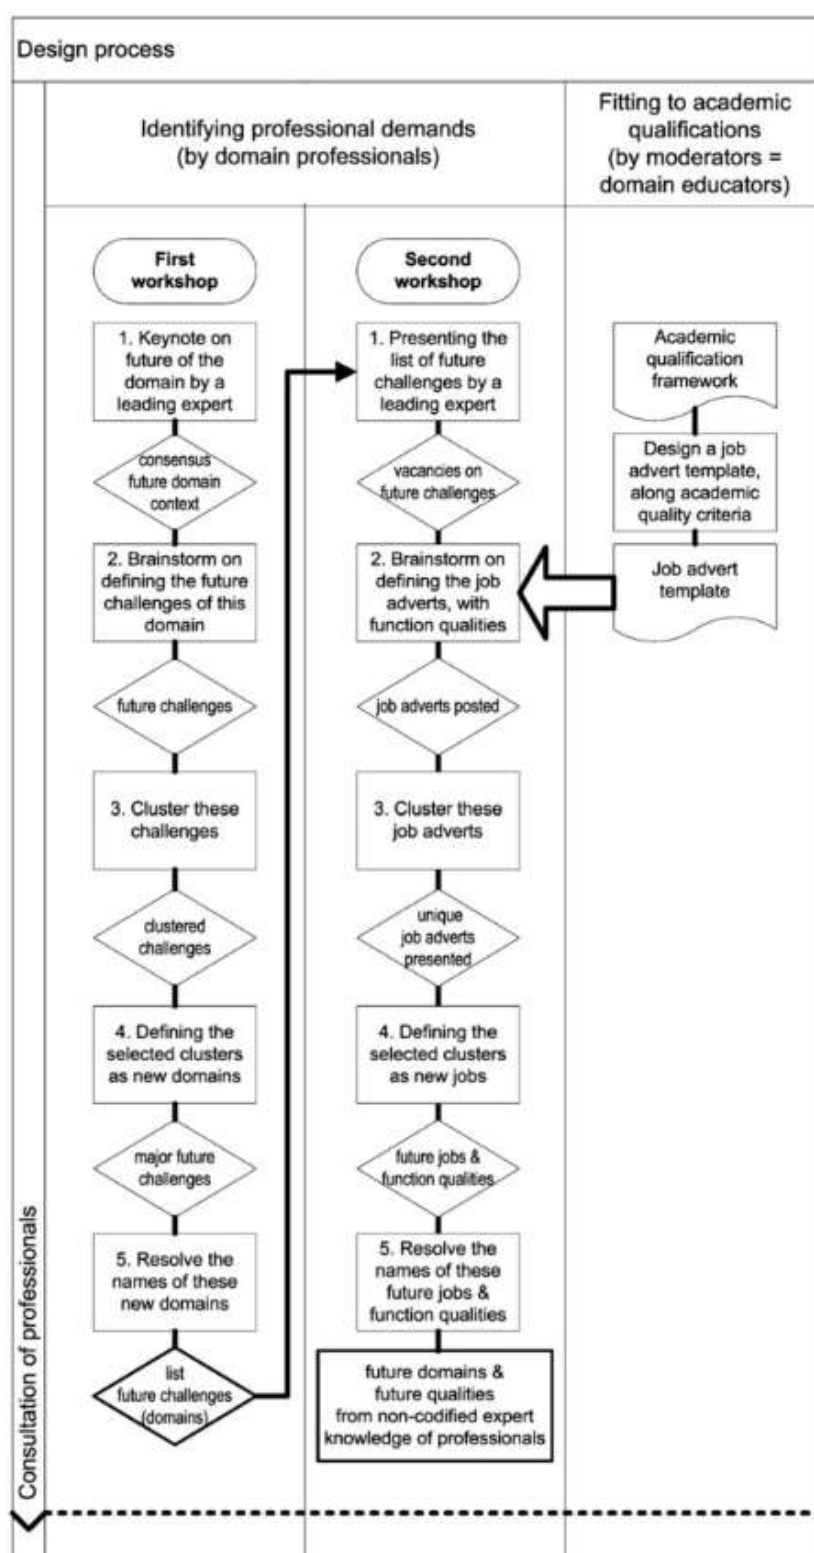 Design process
Identifying professional demands
(by domain professionals)
Fitting to academic
qualifications
(by moderators =
domain educators)
First
workshop
1. Keynote on
future of the
domain by a
leading expert
consensus
future domain
context
2. Brainstorm on
defining the future
challenges of this
domain
future challenges
3. Cluster these
challenges
clustered
challenges
4. Defining the
selected clusters
as new domains
major future
challenges
5. Resolve the
names of these
new domains
list
future challenges
(domains)
Second
workshop
1. Presenting the
list of future
challenges by a
leading expert
vacancies on
future challenges
2. Brainstorm on
defining the job
adverts, with
function qualities
job adverts posted
3. Cluster these
job adverts
unique
job adverts
presented
4. Defining the
selected clusters
as new jobs
future jobs &
function qualities
5. Resolve the
names of these
future jobs &
function qualities
future domains &
future qualities
from non-codified expert
knowledge of professionals
Academic
qualification
framework
Design a job
advert template,
along academic
quality criteria
Job advert
template
Consultation of professionals